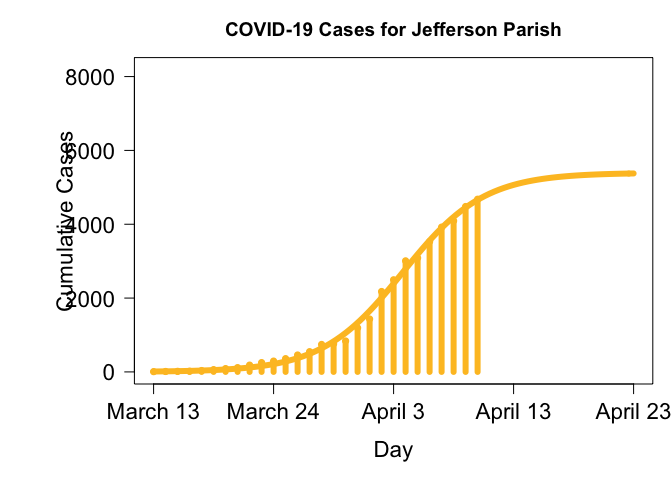 COVID-19 Cases for Jefferson Parish
Cumulative Cases
8000
6000
4000
2000
0
March 13 March 24 April 3 April 13 April 23
Day